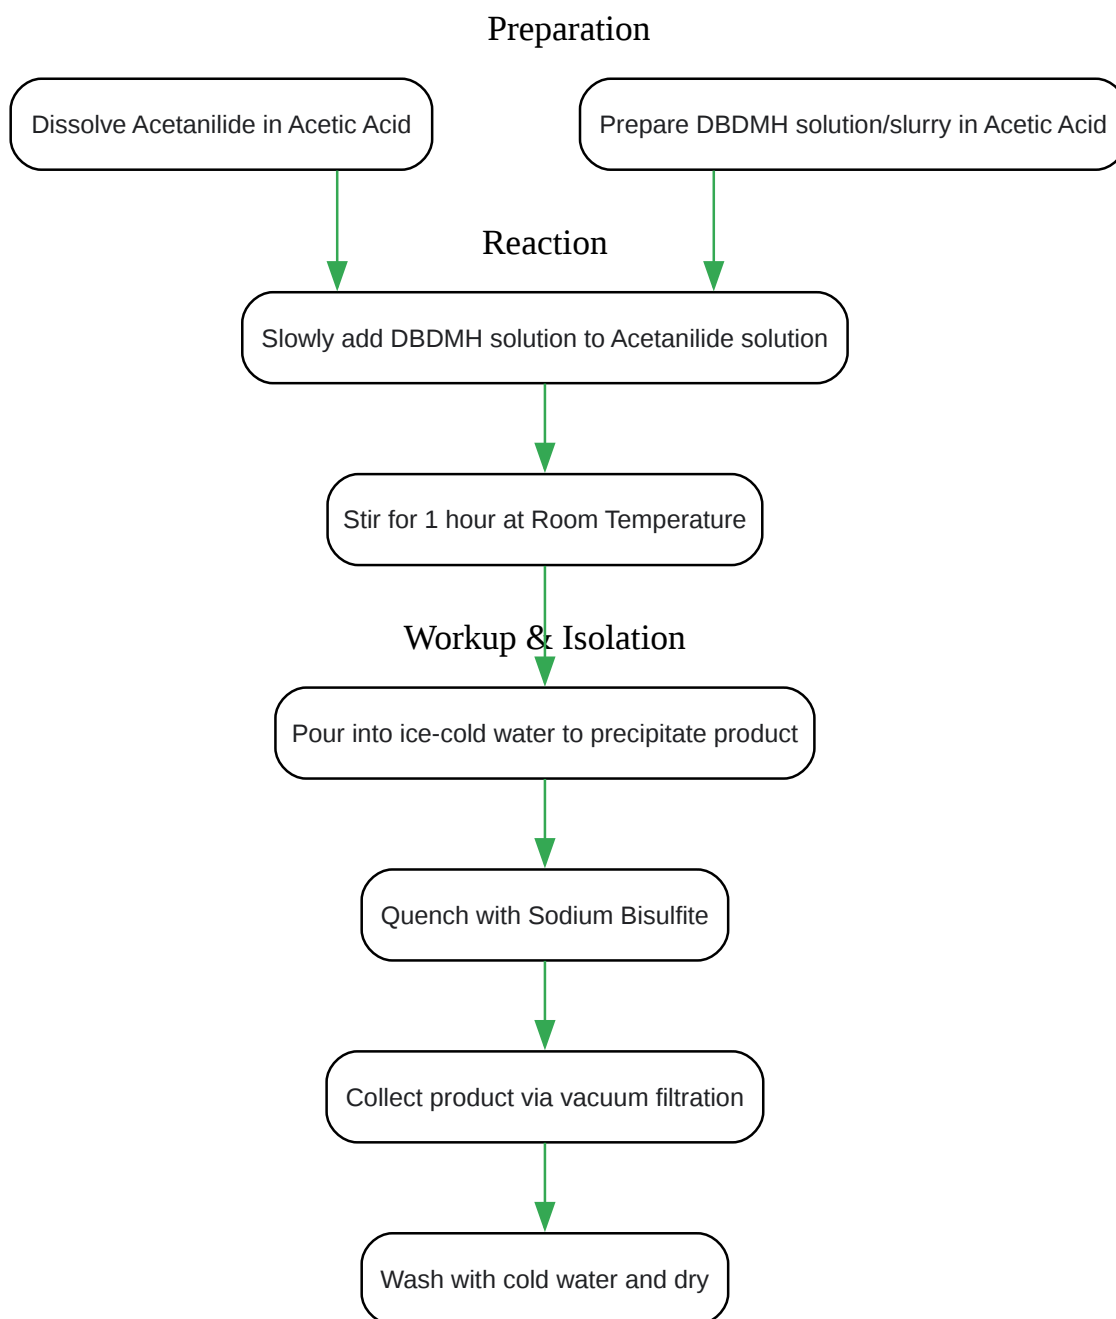 Preparation
Dissolve Acetanilide in Acetic Acid
Prepare DBDMH solution/slurry in Acetic Acid
Reaction
Slowly add DBDMH solution to Acetanilide solution
Stir for 1 hour at Room Temperature
Workup & Isolation
Pour into ice-cold water to precipitate product
Quench with Sodium Bisulfite
Collect product via vacuum filtration
Wash with cold water and dry